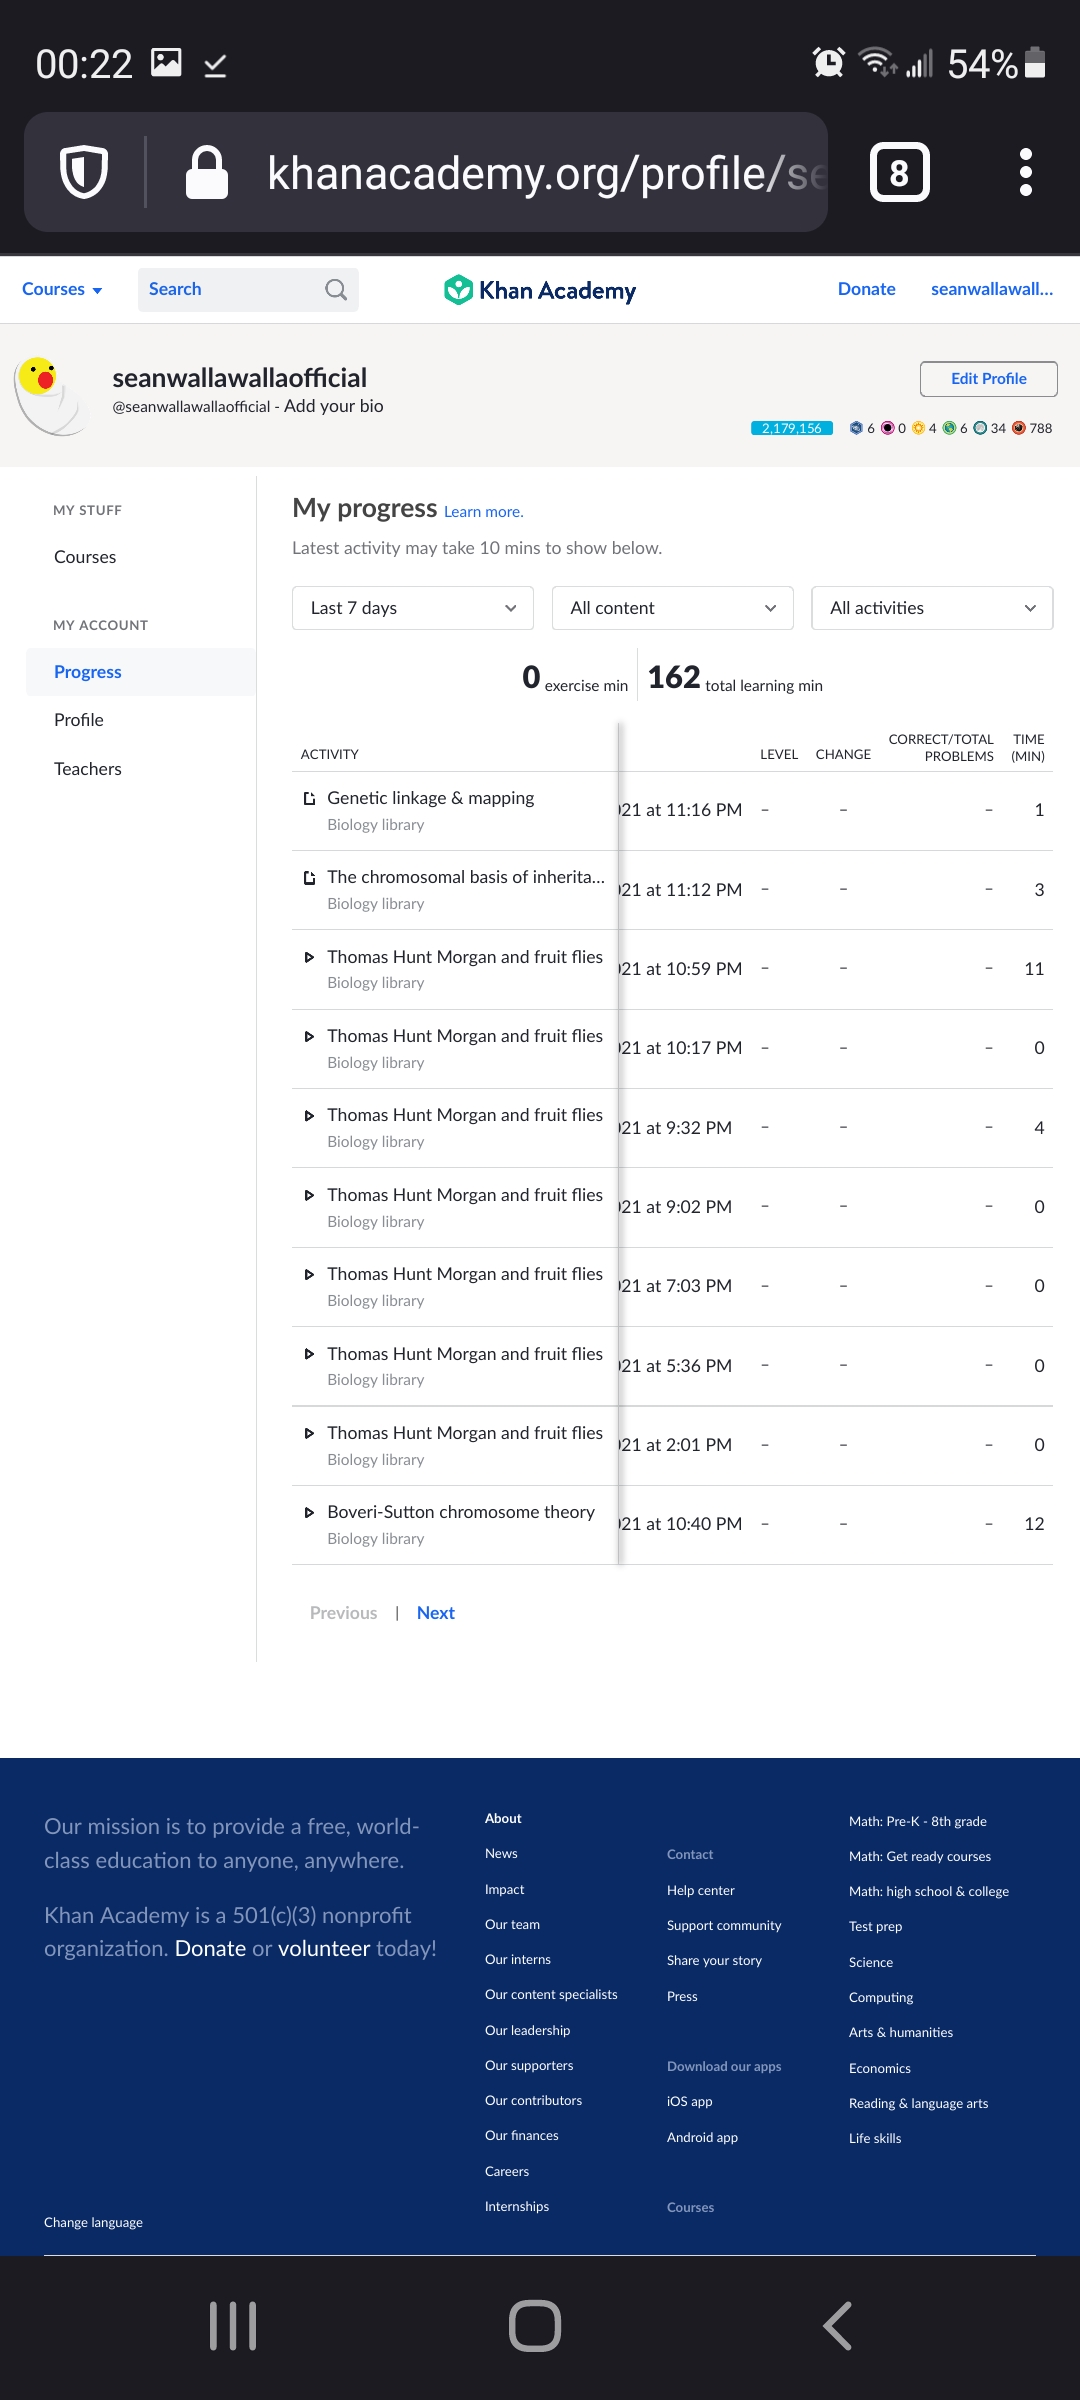 00:22
54%
khanacademy.org/profile/se
8
Courses
Search
Khan Academy
Donate
seanwallawall...
seanwallawallaofficial
@seanwallawallaofficial - Add your bio
Edit Profile
2,179,156 6 0 4 6 34 788
MY STUFF
Courses
MY ACCOUNT
Progress
Profile
Teachers
My progress Learn more.
Latest activity may take 10 mins to show below.
Last 7 days
All content
All activities
0 exercise min
162 total learning min
ACTIVITY LEVEL CHANGE CORRECT/TOTAL PROBLEMS TIME (MIN)
Genetic linkage & mapping
Biology library
021 at 11:16 PM – – – 1
The chromosomal basis of inherita...
Biology library
021 at 11:12 PM – – – 3
Thomas Hunt Morgan and fruit flies
Biology library
021 at 10:59 PM – – – 11
Thomas Hunt Morgan and fruit flies
Biology library
021 at 10:17 PM – – – 0
Thomas Hunt Morgan and fruit flies
Biology library
021 at 9:32 PM – – – 4
Thomas Hunt Morgan and fruit flies
Biology library
021 at 9:02 PM – – – 0
Thomas Hunt Morgan and fruit flies
Biology library
021 at 7:03 PM – – – 0
Thomas Hunt Morgan and fruit flies
Biology library
021 at 5:36 PM – – – 0
Thomas Hunt Morgan and fruit flies
Biology library
021 at 2:01 PM – – – 0
Boveri-Sutton chromosome theory
Biology library
021 at 10:40 PM – – – 12
Previous | Next
Our mission is to provide a free, world-
class education to anyone, anywhere.
Khan Academy is a 501(c)(3) nonprofit
organization. Donate or volunteer today!
Change language
About
News
Impact
Our team
Our interns
Our content specialists
Our leadership
Our supporters
Our contributors
Our finances
Careers
Internships
Contact
Help center
Support community
Share your story
Press
Download our apps
iOS app
Android app
Courses
Math: Pre-K - 8th grade
Math: Get ready courses
Math: high school & college
Test prep
Science
Computing
Arts & humanities
Economics
Reading & language arts
Life skills